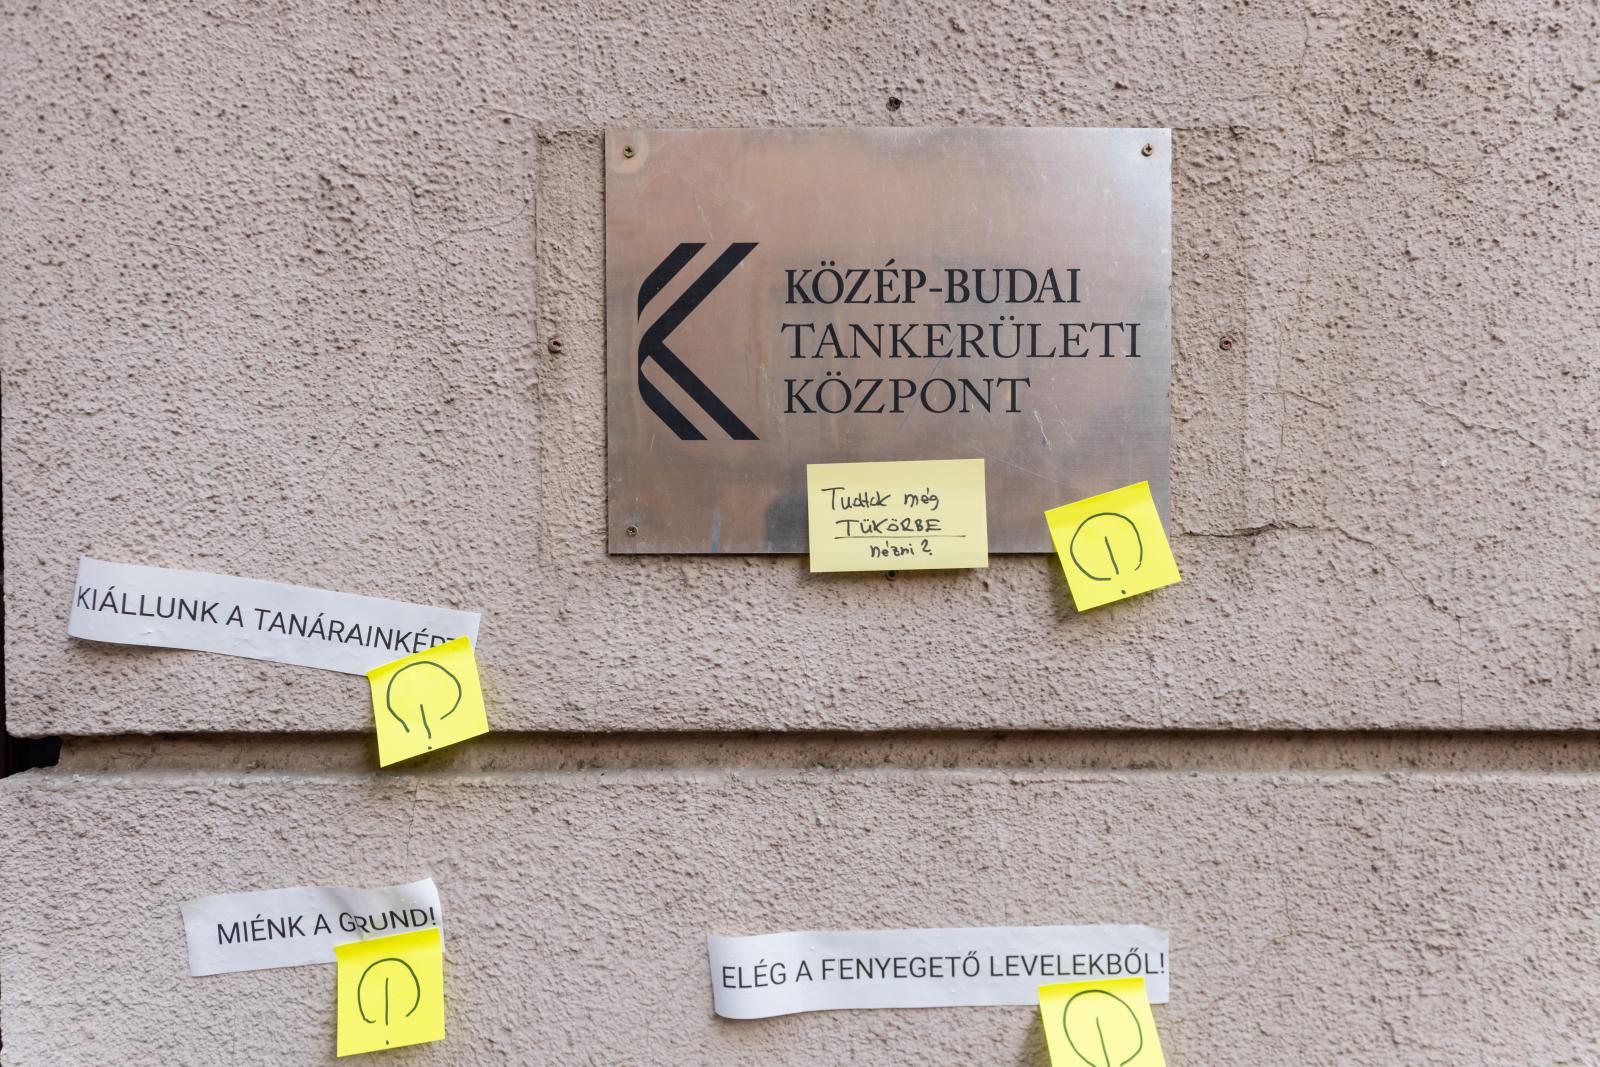 KÖZÉP-BUDAI
TANKERÜLETI
KÖZPONT
Tudtok még
TÜKÖRBE
nézni?
KIÁLLUNK A TANÁRAINKÉRT
MIÉNK A GRUND!
ELÉG A FENYEGETŐ LEVELEKBŐL!